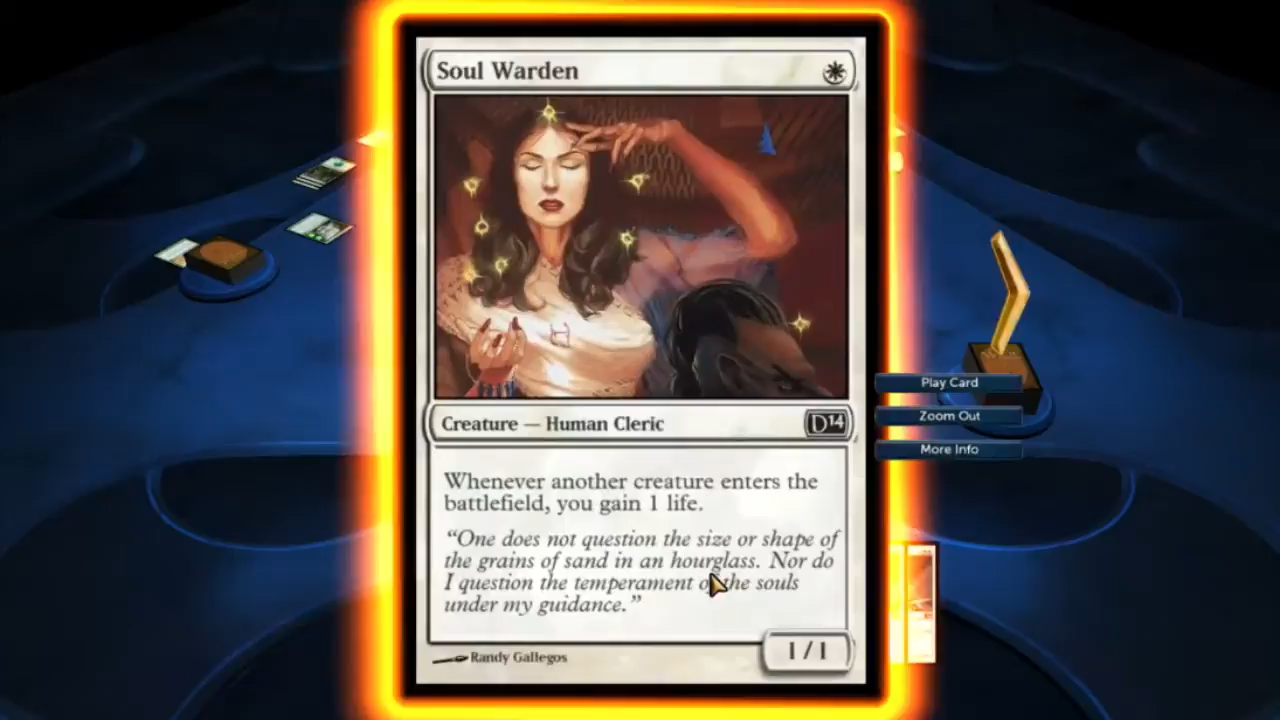 Soul Warden
Creature — Human Cleric
D14
Whenever another creature enters the
battlefield, you gain 1 life.
“One does not question the size or shape of
the grains of sand in an hourglass. Nor do
I question the temperament of the souls
under my guidance.”
1/1
Randy Gallegos
Play Card
Zoom Out
More Info